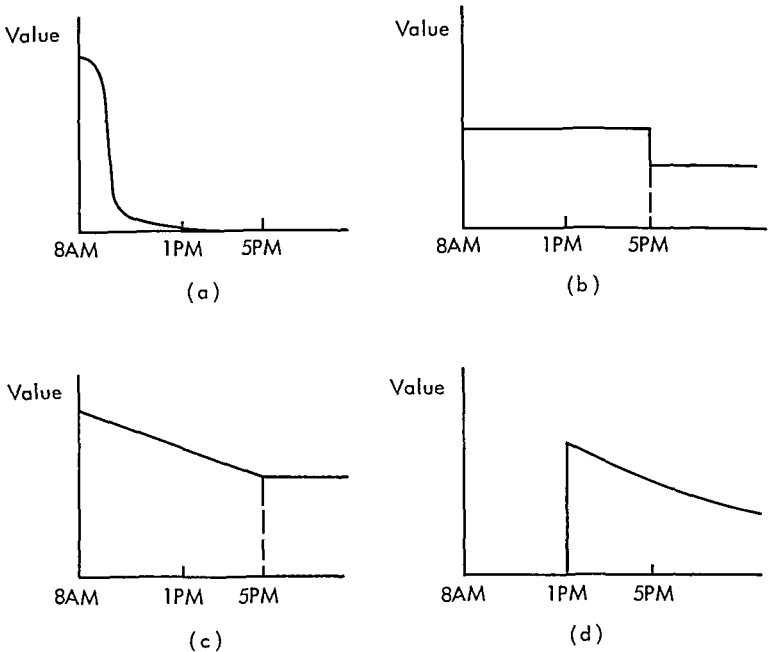 Value
8AM 1PM 5PM
(a)
Value
8AM 1PM 5PM
(b)
Value
8AM 1PM 5PM
(c)
Value
8AM 1PM 5PM
(d)